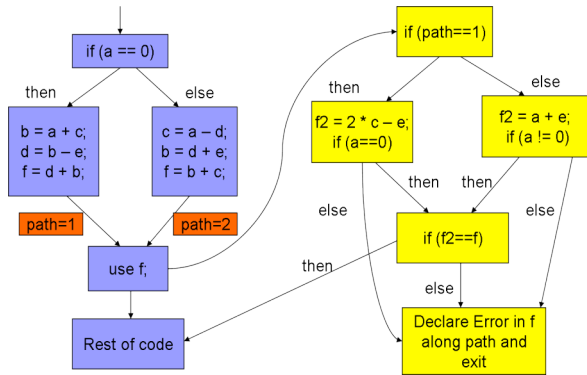 if (a == 0)
then
else
b = a + c;
d = b – e;
f = d + b;
c = a – d;
b = d + e;
f = b + c;
path=1
path=2
use f;
Rest of code
if (path==1)
then
else
f2 = 2 * c – e;
if (a==0)
f2 = a + e;
if (a != 0)
then
then
else
else
if (f2==f)
then
else
Declare Error in f
along path and
exit